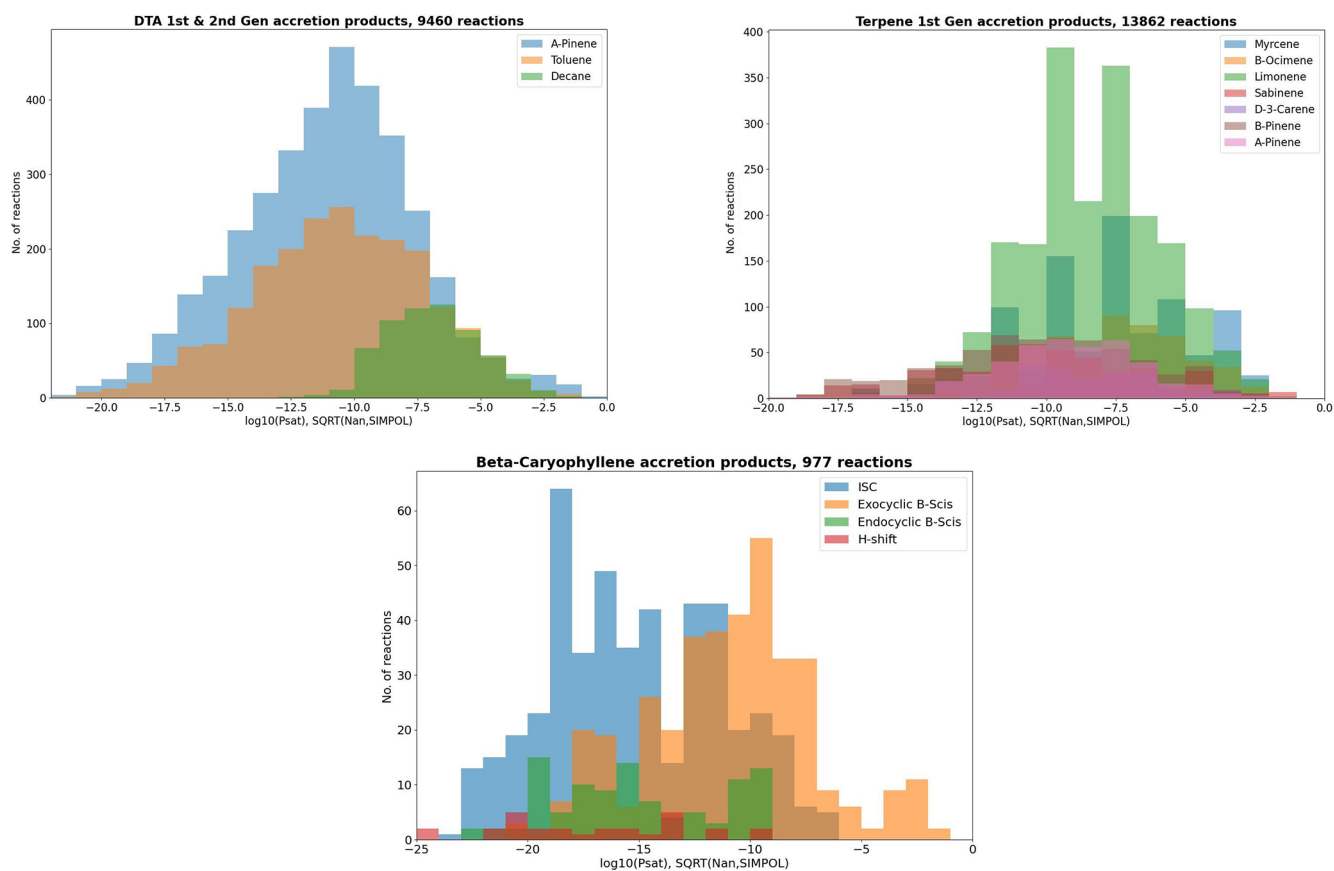 DTA 1st & 2nd Gen accretion products, 9460 reactions
No. of reactions
400
300
200
100
0
−20.0 −17.5 −15.0 −12.5 −10.0 −7.5 −5.0 −2.5 0.0
log10(Psat), SQRT(Nan,SIMPOL)
A-Pinene
Toluene
Decane
Terpene 1st Gen accretion products, 13862 reactions
No. of reactions
400
350
300
250
200
150
100
50
0
−20.0 −17.5 −15.0 −12.5 −10.0 −7.5 −5.0 −2.5 0.0
log10(Psat), SQRT(Nan,SIMPOL)
Myrcene
B-Ocimene
Limonene
Sabinene
D-3-Carene
B-Pinene
A-Pinene
Beta-Caryophyllene accretion products, 977 reactions
No. of reactions
60
50
40
30
20
10
0
−25 −20 −15 −10 −5 0
log10(Psat), SQRT(Nan,SIMPOL)
ISC
Exocyclic B-Scis
Endocyclic B-Scis
H-shift